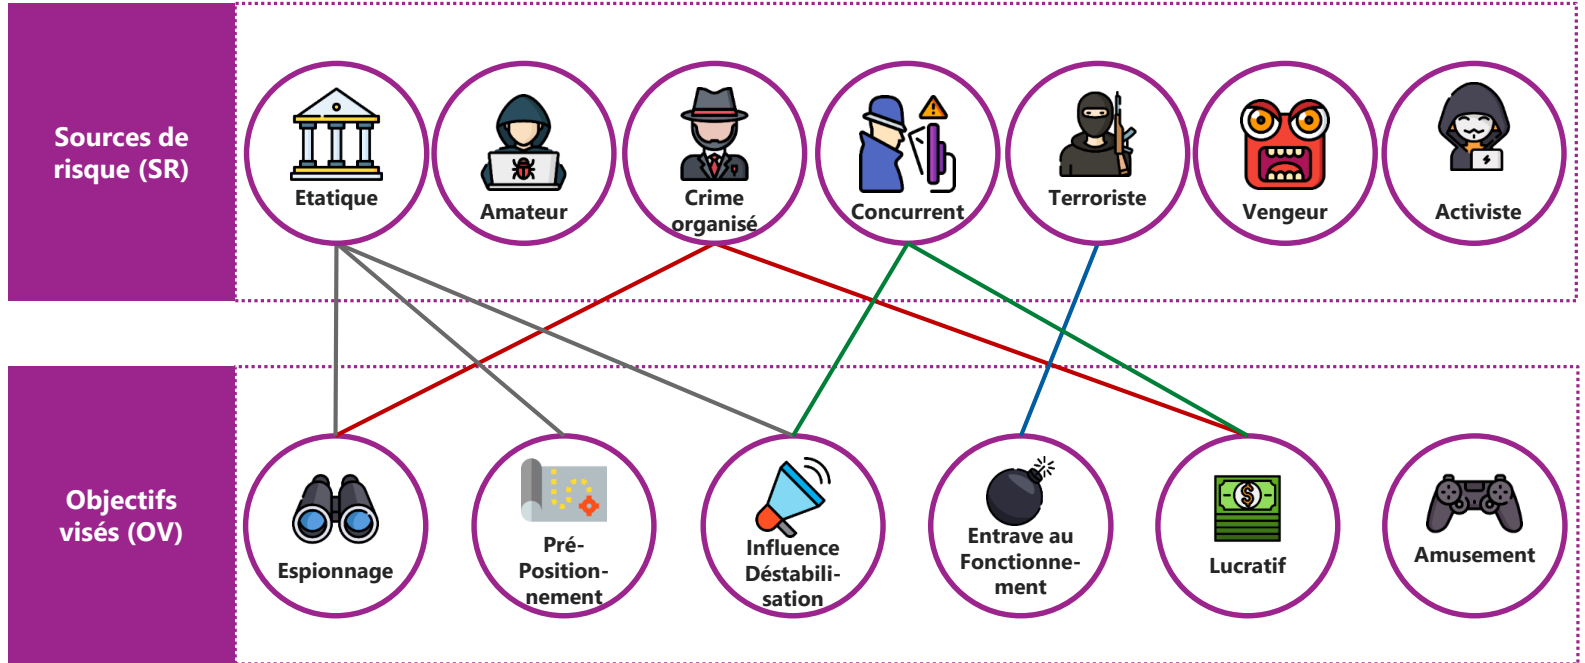 Sources de
risque (SR)
Etatique
Amateur
Crime
organisé
Concurrent
Terroriste
Vengeur
Activiste
Objectifs
visés (OV)
Espionnage
Pré-
Position-
nement
Influence
Déstabili-
sation
Entrave au
Fonctionne-
ment
$
Lucratif
Amusement